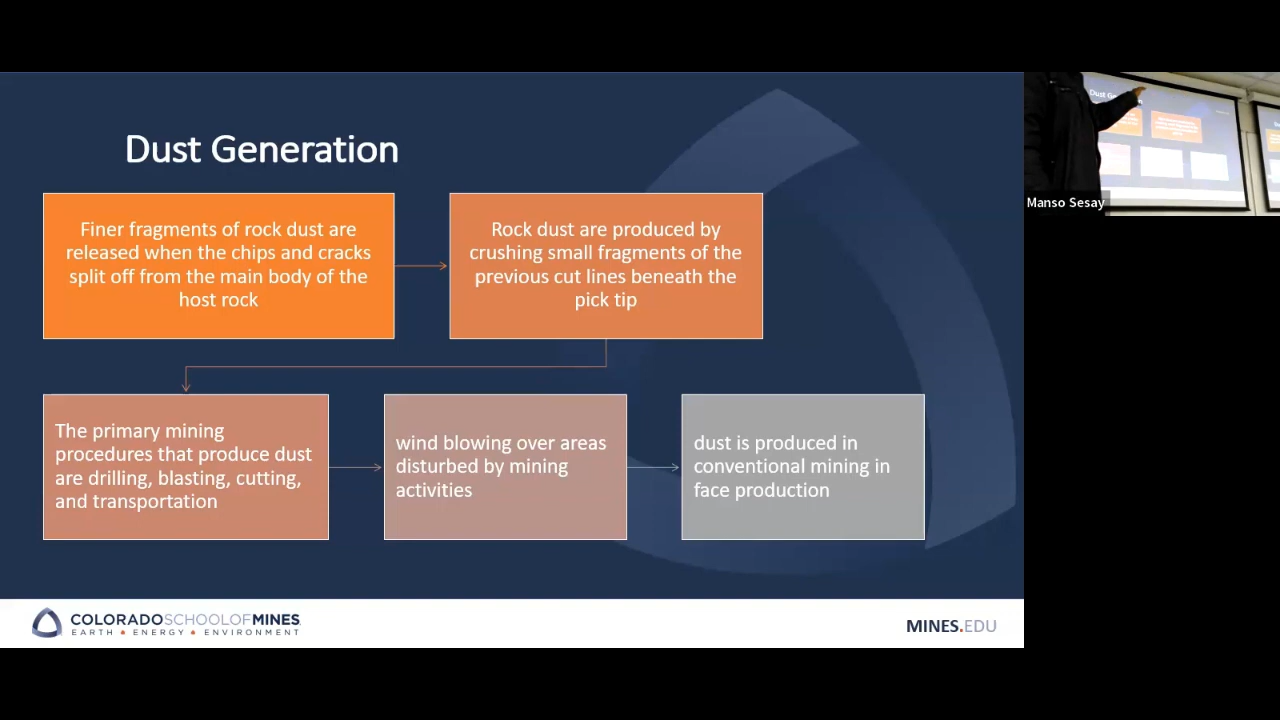 Dust Generation
Finer fragments of rock dust are
released when the chips and cracks
split off from the main body of the
host rock
Rock dust are produced by
crushing small fragments of the
previous cut lines beneath the
pick tip
The primary mining
procedures that produce dust
are drilling, blasting, cutting,
and transportation
wind blowing over areas
disturbed by mining
activities
dust is produced in
conventional mining in
face production
COLORADOSCHOOLOFMINES
EARTH • ENERGY • ENVIRONMENT
MINES.EDU
Manso Sesay